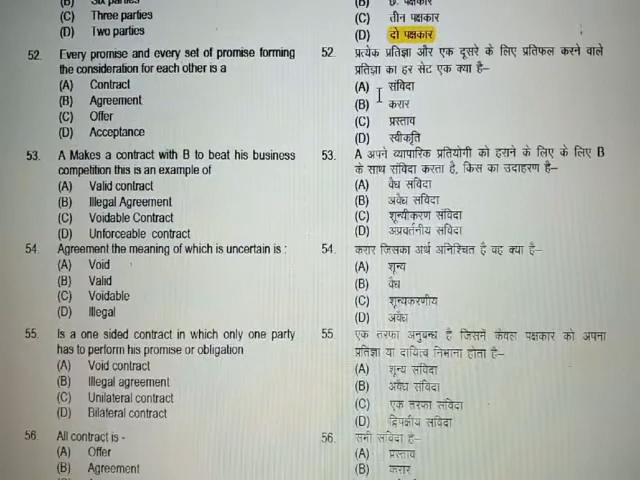 (B) Six parties
(C) Three parties
(D) Two parties
52. Every promise and every set of promise forming
the consideration for each other is a
(A) Contract
(B) Agreement
(C) Offer
(D) Acceptance
53. A Makes a contract with B to beat his business
competition this is an example of
(A) Valid contract
(B) Illegal Agreement
(C) Voidable Contract
(D) Unforceable contract
54. Agreement the meaning of which is uncertain is :
(A) Void
(B) Valid
(C) Voidable
(D) Illegal
55. Is a one sided contract in which only one party
has to perform his promise or obligation
(A) Void contract
(B) Illegal agreement
(C) Unilateral contract
(D) Bilateral contract
56. All contract is -
(A) Offer
(B) Agreement
(B) छः पक्षकार
(C) तीन पक्षकार
(D) दो पक्षकार
52. प्रत्येक प्रतिज्ञा और एक दूसरे के लिए प्रतिफल करने वाले
प्रतिज्ञा का हर सेट एक क्या है–
(A) संविदा
(B) करार
(C) प्रस्ताव
(D) स्वीकृति
53. A अपने व्यापारिक प्रतियोगी को हराने के लिए के लिए B
के साथ संविदा करता है, किस का उदाहरण है–
(A) वैध संविदा
(B) अवैध संविदा
(C) शून्यीकरण संविदा
(D) अप्रवर्तनीय संविदा
54. करार जिसका अर्थ अनिश्चित है वह क्या है–
(A) शून्य
(B) वैध
(C) शून्यकरणीय
(D) अवैध
55. एक तरफा अनुबन्ध है जिसमें केवल पक्षकार को अपना
प्रतिज्ञा या दायित्व निभाना होता है–
(A) शून्य संविदा
(B) अवैध संविदा
(C) एक तरफा संविदा
(D) द्विपक्षीय संविदा
56. सभी संविदा है–
(A) प्रस्ताव
(B) करार